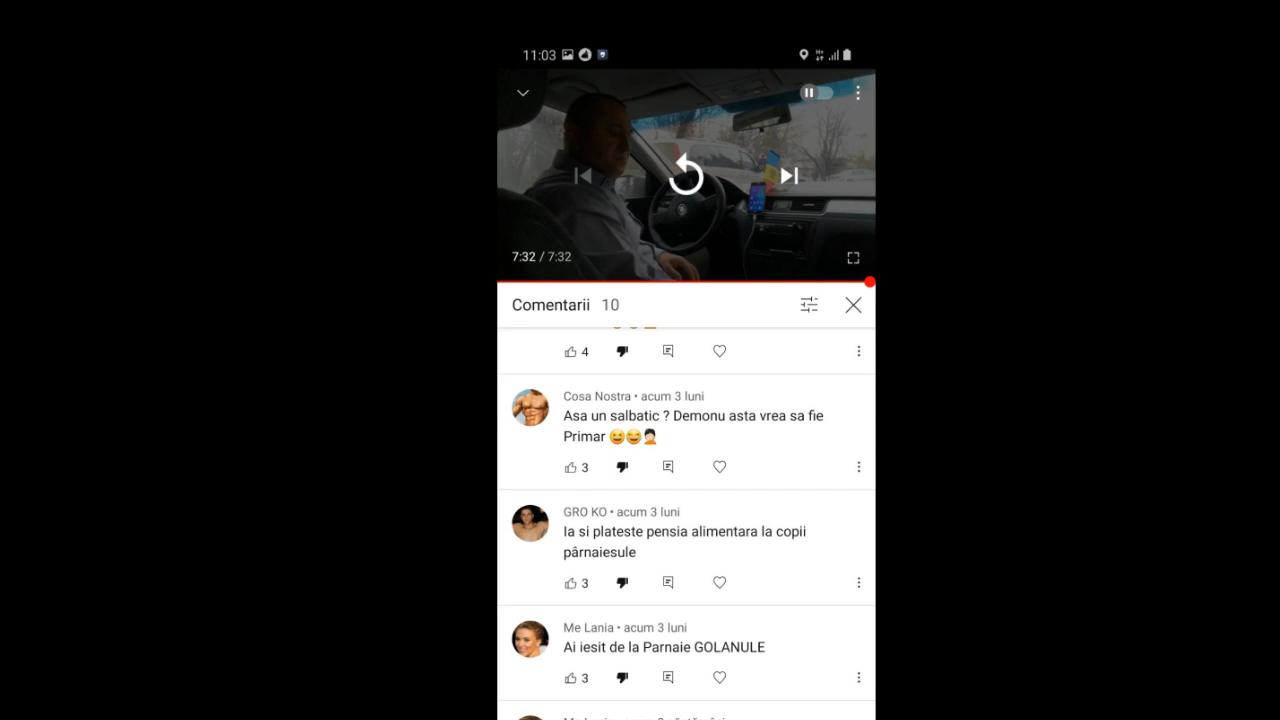 11:03
7:32 / 7:32
Comentarii 10
4
Cosa Nostra • acum 3 luni
Asa un salbatic ? Demonu asta vrea sa fie
Primar 😆😂🤦🏻
3
GRO KO • acum 3 luni
Ia si plateste pensia alimentara la copii
pârnaiesule
3
Me Lania • acum 3 luni
Ai iesit de la Parnaie GOLANULE
3